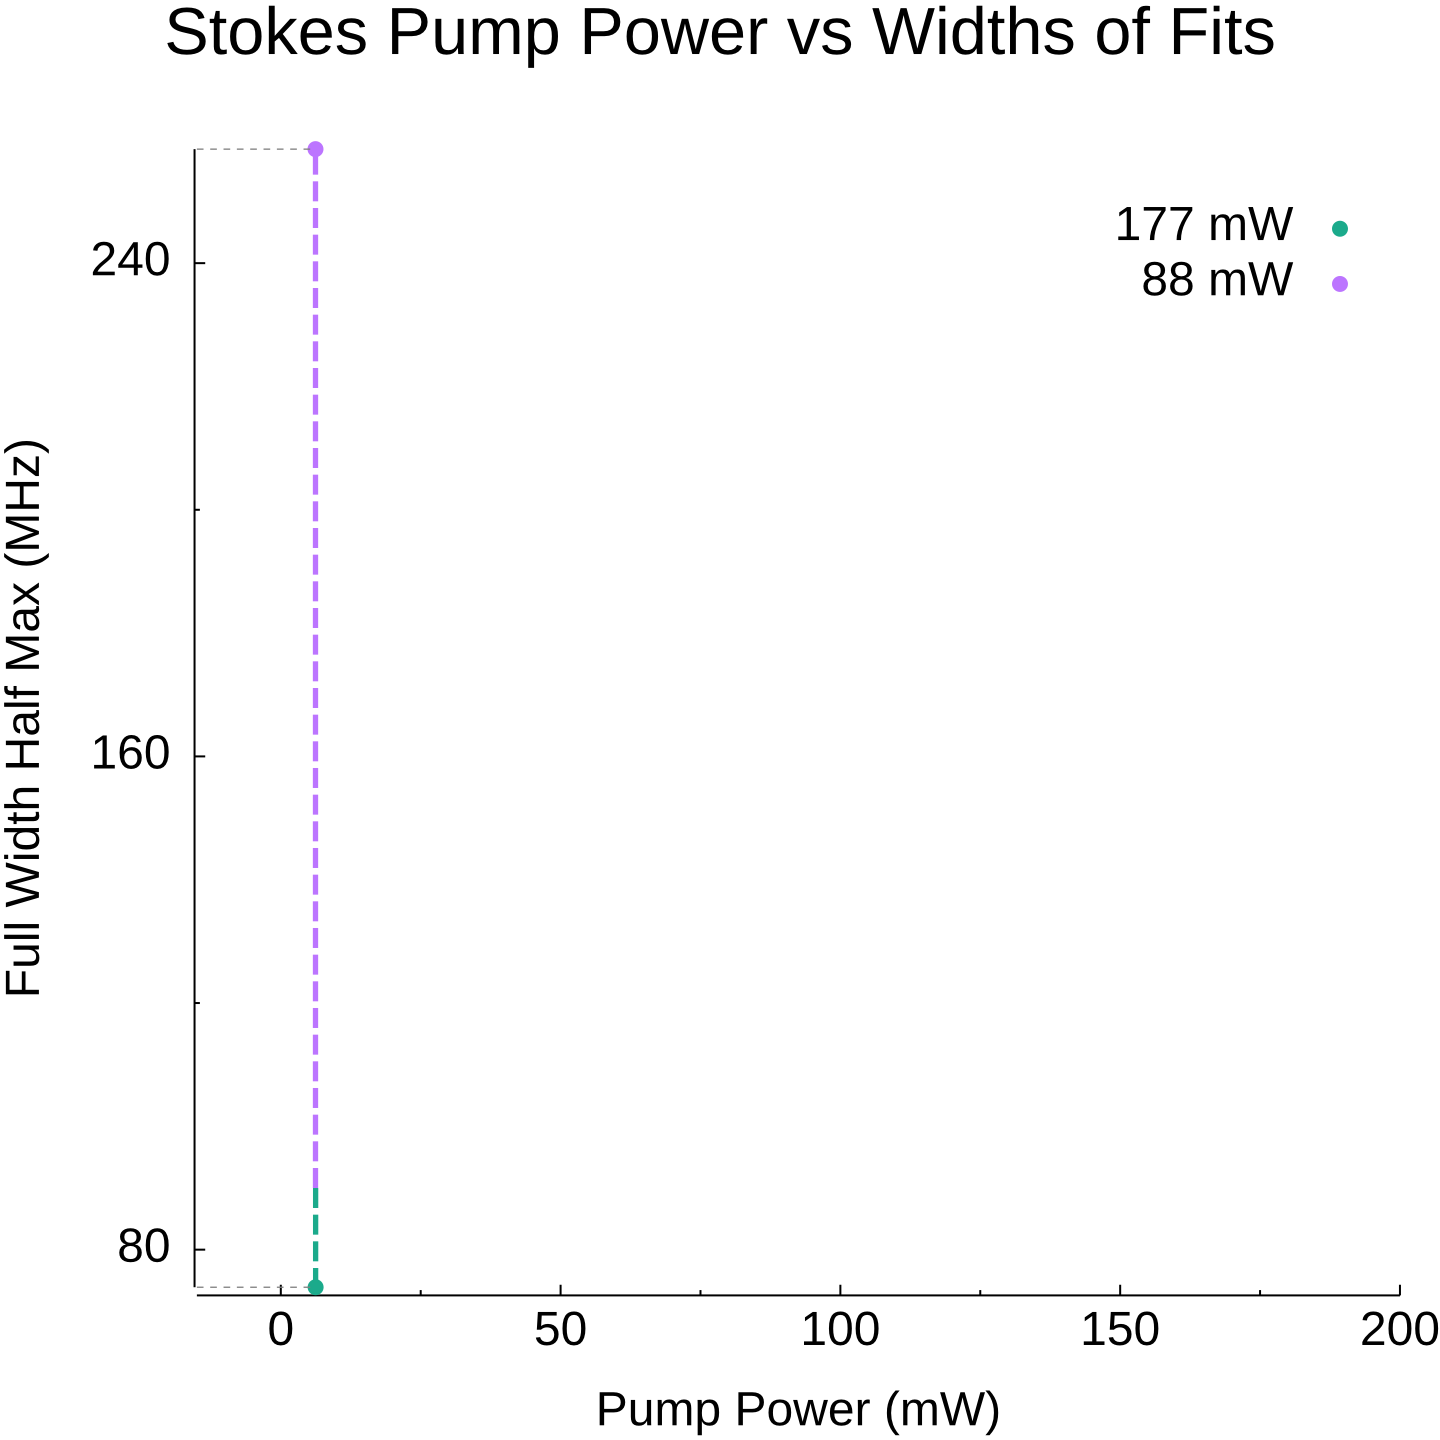 Stokes Pump Power vs Widths of Fits
177 mW
88 mW
240
160
80
Full Width Half Max (MHz)
0 50 100 150 200
Pump Power (mW)